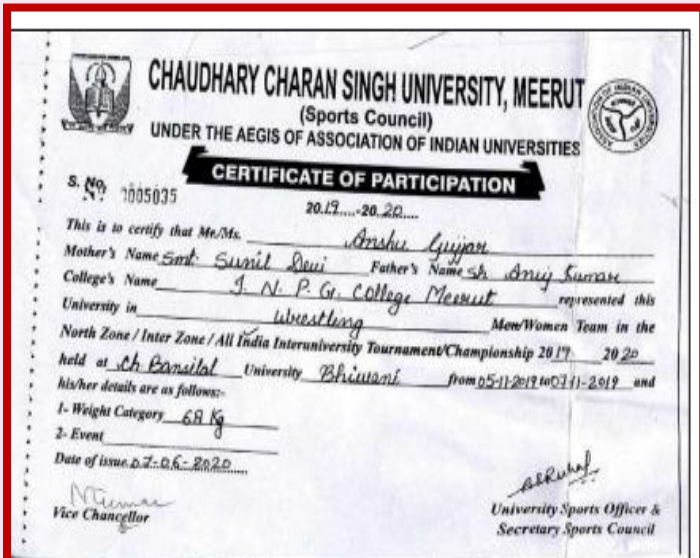 CHAUDHARY CHARAN SINGH UNIVERSITY, MEERUT
(Sports Council)
UNDER THE AEGIS OF ASSOCIATION OF INDIAN UNIVERSITIES
ASSOCIATION OF INDIAN UNIVERSITIES
CERTIFICATE OF PARTICIPATION
S. No. 1005035
2019.....-2020....
This is to certify that Mr./Ms. Anshu Gujjar
Mother's Name Smt. Sunil Devi Father's Name Sh. Anuj Kumar
College's Name I. N. P. G. College Meerut represented this
University in Wrestling Men/Women Team in the
North Zone / Inter Zone / All India Interuniversity Tournament/Championship 2019 2020
held at Ch Bansilal University Bhiwani from 05-11-2019 to 07-11-2019 and
his/her details are as follows:-
1- Weight Category 68 Kg
2- Event
Date of issue 07-06-2020
Vice Chancellor
University Sports Officer &
Secretary Sports Council